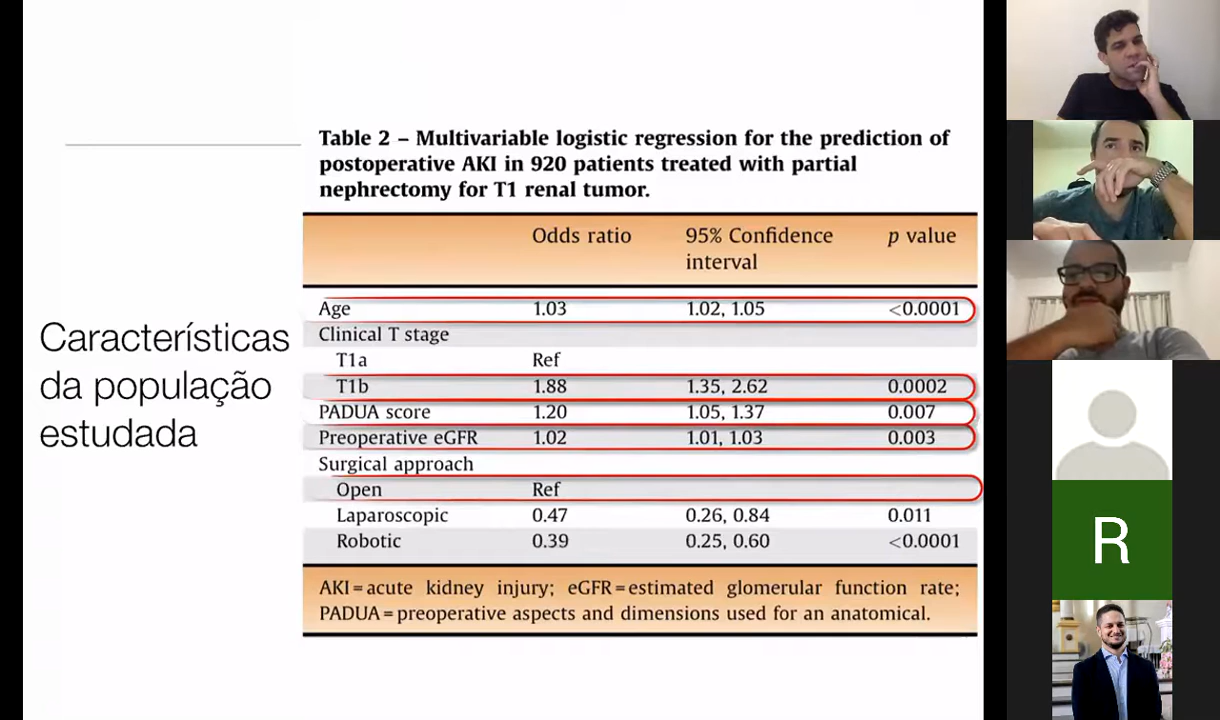 Características
da população
estudada
Table 2 – Multivariable logistic regression for the prediction of
postoperative AKI in 920 patients treated with partial
nephrectomy for T1 renal tumor.
Odds ratio 95% Confidence interval p value
Age 1.03 1.02, 1.05 <0.0001
Clinical T stage
T1a Ref
T1b 1.88 1.35, 2.62 0.0002
PADUA score 1.20 1.05, 1.37 0.007
Preoperative eGFR 1.02 1.01, 1.03 0.003
Surgical approach
Open Ref
Laparoscopic 0.47 0.26, 0.84 0.011
Robotic 0.39 0.25, 0.60 <0.0001
AKI = acute kidney injury; eGFR = estimated glomerular function rate;
PADUA = preoperative aspects and dimensions used for an anatomical.
R